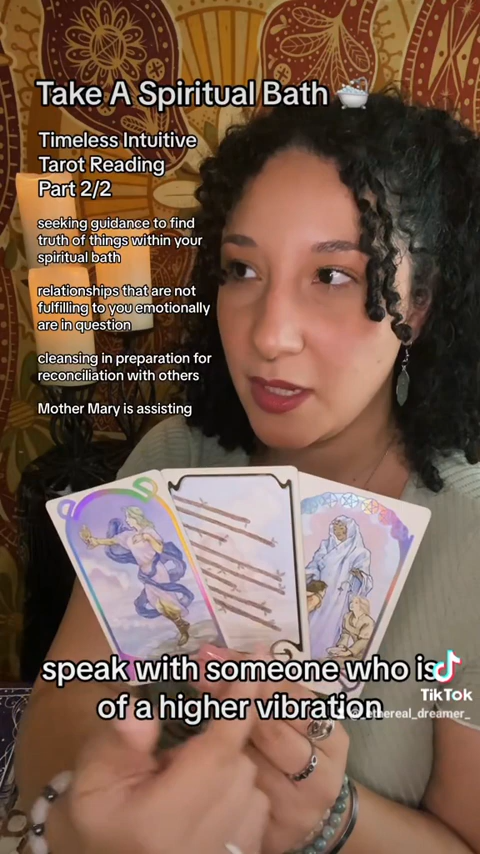 Take A Spiritual Bath 🛁
Timeless Intuitive
Tarot Reading
Part 2/2
seeking guidance to find
truth of things within your
spiritual bath
relationships that are not
fulfilling to you emotionally
are in question
cleansing in preparation for
reconciliation with others
Mother Mary is assisting
speak with someone who is
of a higher vibration
TikTok
@_ethereal_dreamer_